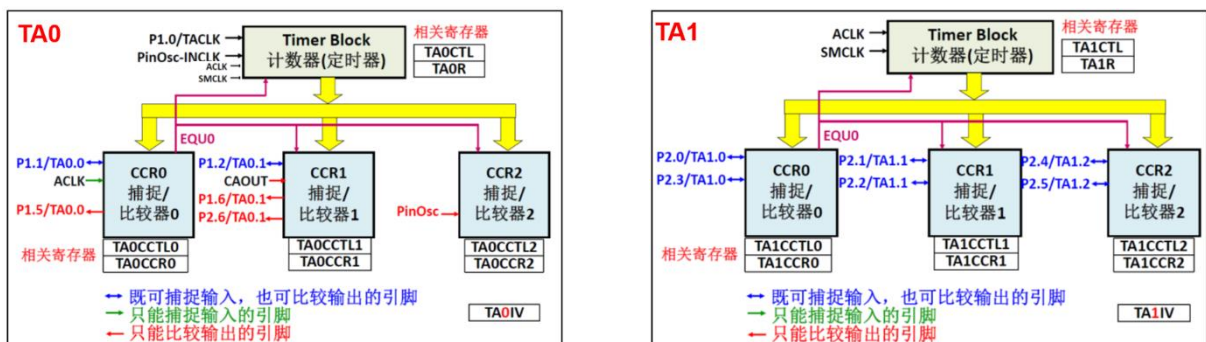 TA0
P1.0/TACLK
PinOsc-INCLK
ACLK
SMCLK
Timer Block
计数器(定时器)
相关寄存器
TA0CTL
TA0R
EQU0
P1.1/TA0.0
ACLK
P1.5/TA0.0
CCR0
捕捉/
比较器0
P1.2/TA0.1
CAOUT
P1.6/TA0.1
P2.6/TA0.1
CCR1
捕捉/
比较器1
PinOsc
CCR2
捕捉/
比较器2
相关寄存器
TA0CCTL0
TA0CCR0
TA0CCTL1
TA0CCR1
TA0CCTL2
TA0CCR2
既可捕捉输入，也可比较输出的引脚
只能捕捉输入的引脚
只能比较输出的引脚
TA0IV
TA1
ACLK
SMCLK
Timer Block
计数器(定时器)
相关寄存器
TA1CTL
TA1R
EQU0
P2.0/TA1.0
P2.3/TA1.0
CCR0
捕捉/
比较器0
P2.1/TA1.1
P2.2/TA1.1
CCR1
捕捉/
比较器1
P2.4/TA1.2
P2.5/TA1.2
CCR2
捕捉/
比较器2
相关寄存器
TA1CCTL0
TA1CCR0
TA1CCTL1
TA1CCR1
TA1CCTL2
TA1CCR2
既可捕捉输入，也可比较输出的引脚
只能捕捉输入的引脚
只能比较输出的引脚
TA1IV